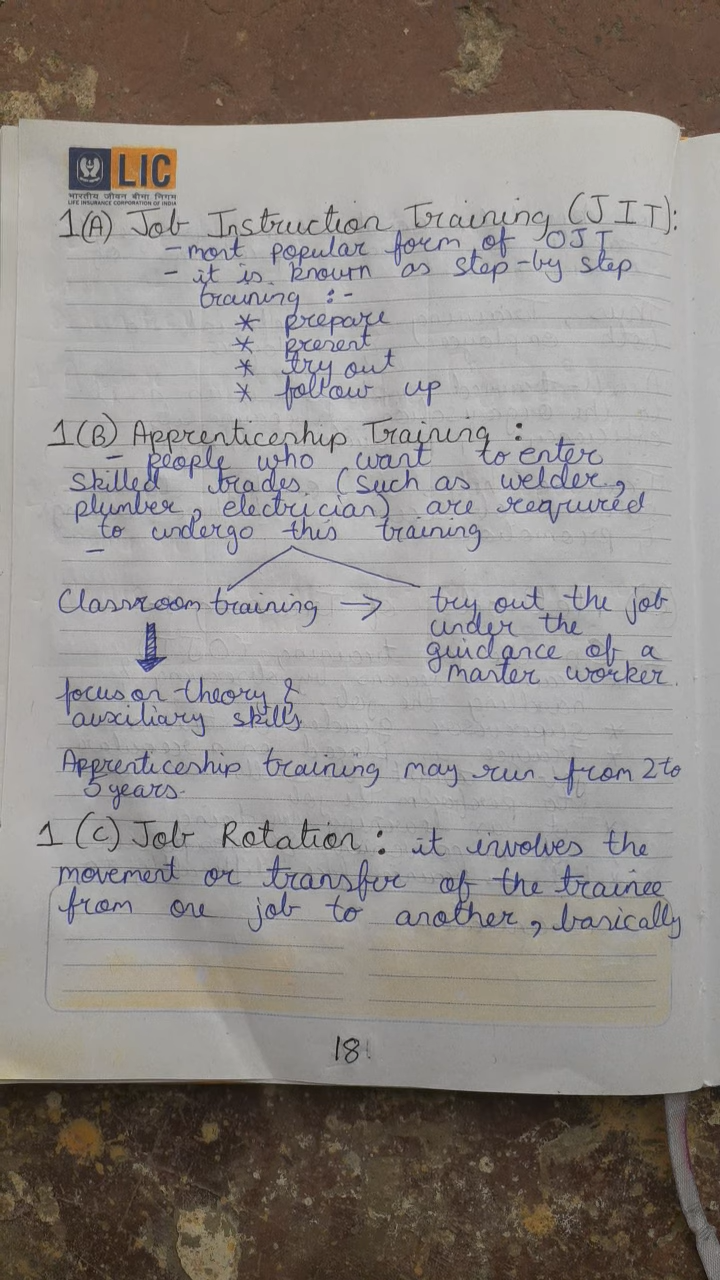 LIC
भारतीय जीवन बीमा निगम
LIFE INSURANCE CORPORATION OF INDIA
1(A) Job Instruction Training (JIT):
- most popular form of OJT
- it is known as step-by step
training :-
* prepare
* present
* try out
* follow up
1(B) Apprenticeship Training :
- people who want to enter
skilled trades (such as welder,
plumber, electrician) are required
to undergo this training
-
Classroom training → try out the job
under the
guidance of a
master worker.
focus on theory &
auxiliary skills
Apprenticeship training may run from 2 to
5 years.
1 (C) Job Rotation : it involves the
movement or transfer of the trainee
from one job to another, basically
18